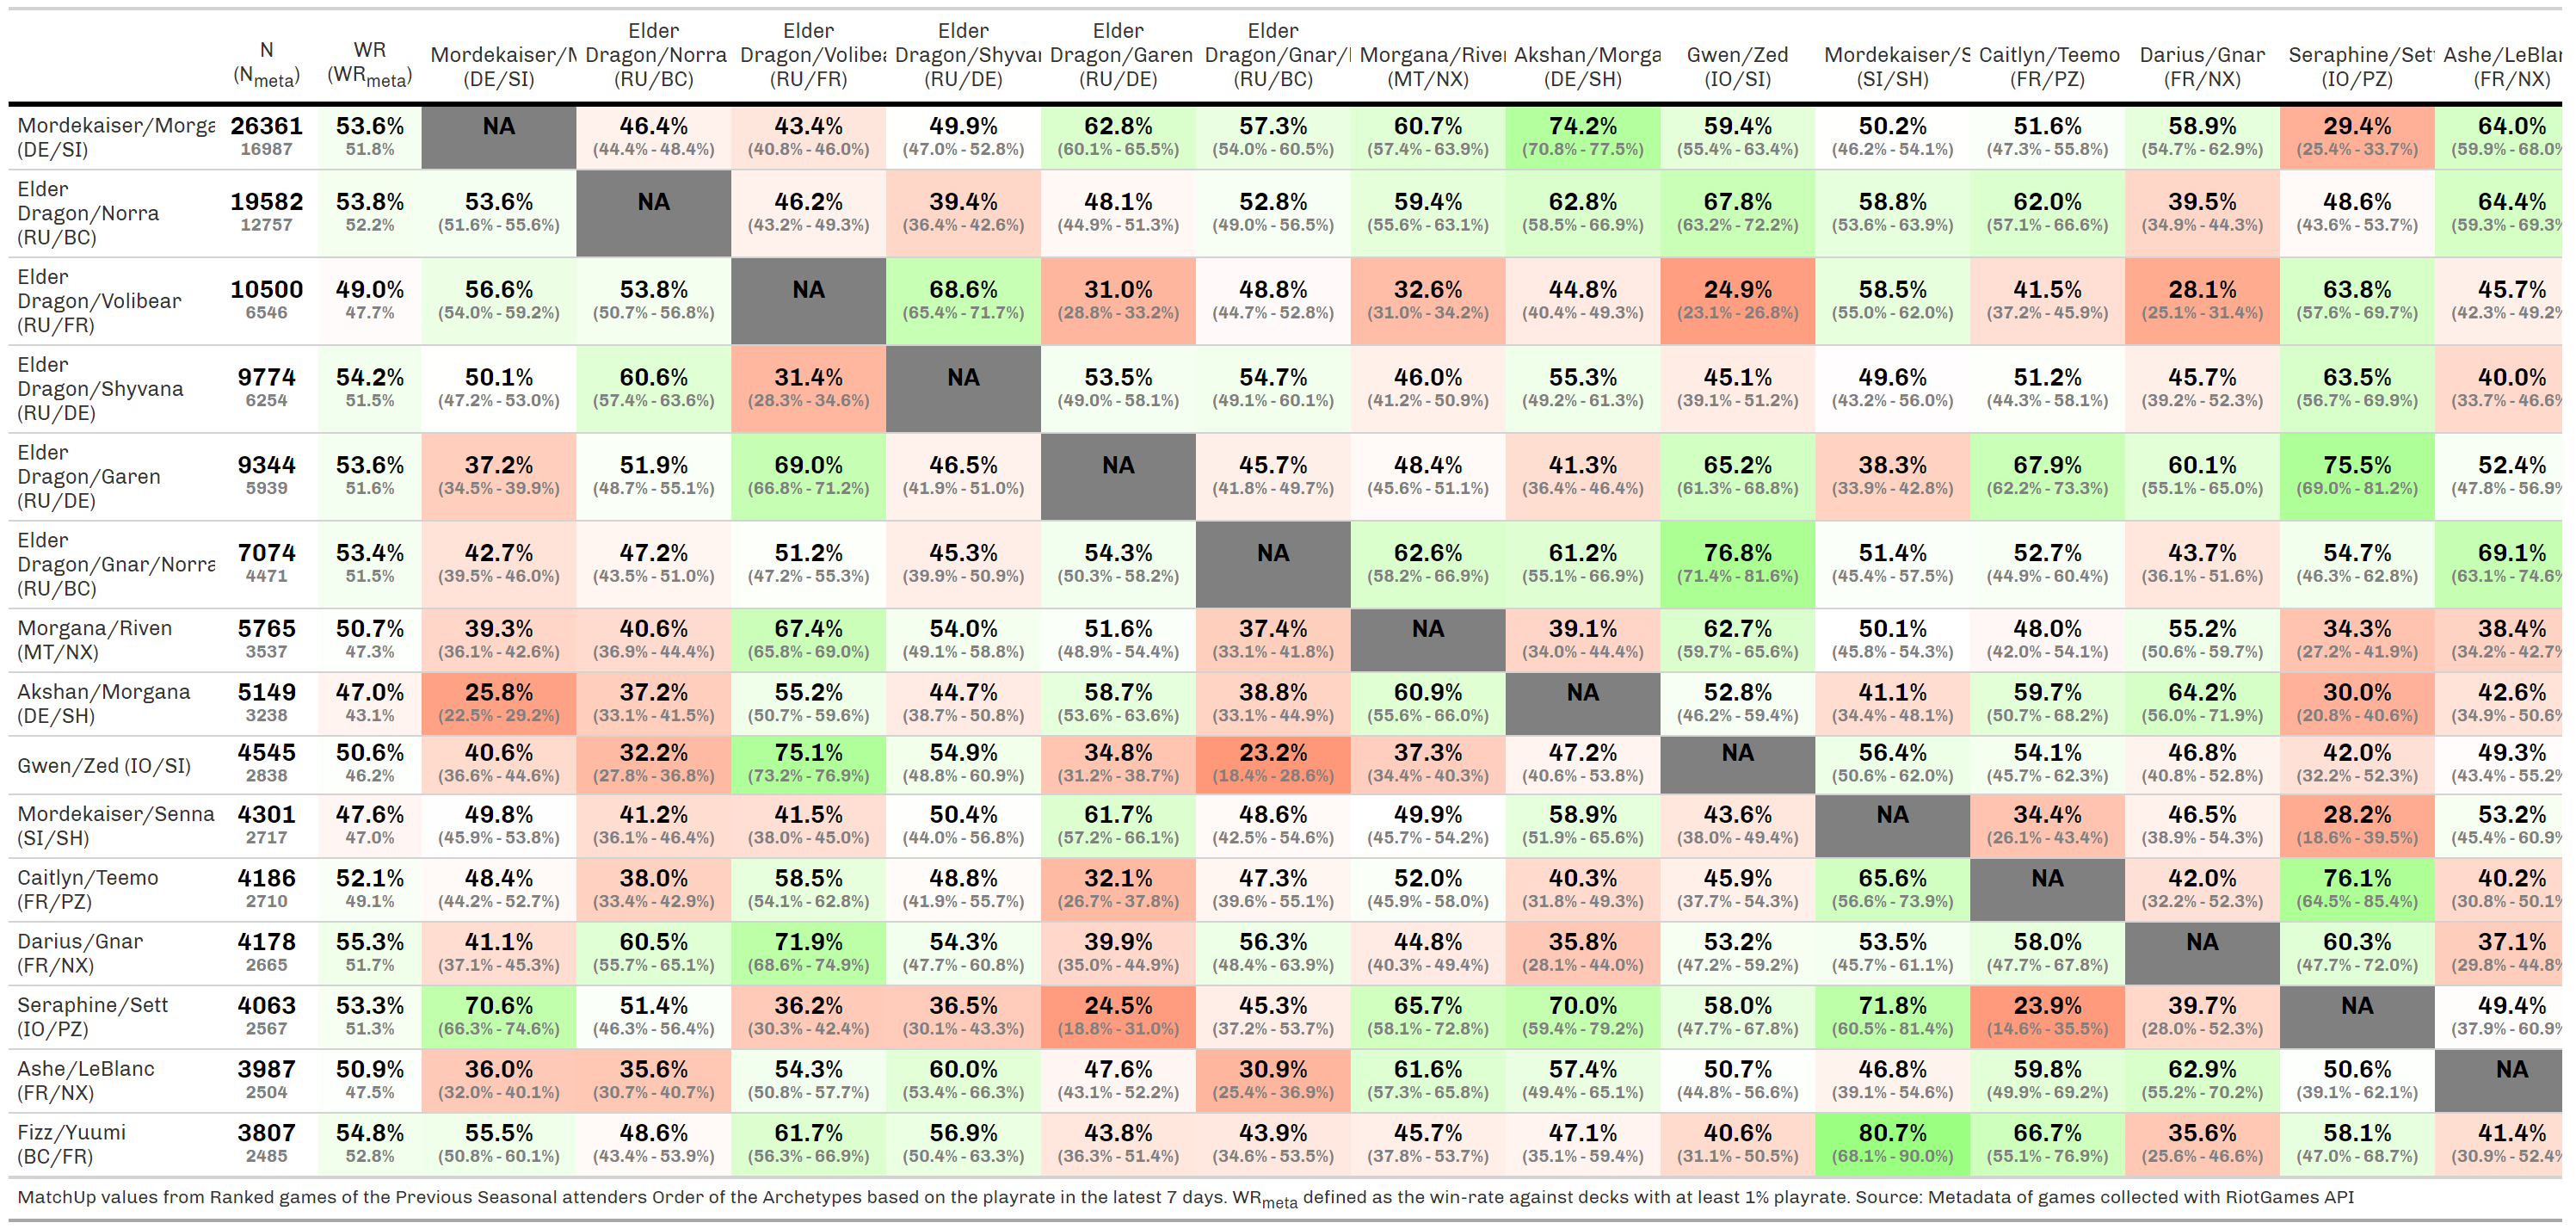 N (Nmeta) WR (WRmeta) Mordekaiser/M (DE/SI) Elder Dragon/Norra (RU/BC) Elder Dragon/Volibea (RU/FR) Elder Dragon/Shyvan (RU/DE) Elder Dragon/Garen (RU/DE) Elder Dragon/Gnar/ (RU/BC) Morgana/Riven (MT/NX) Akshan/Morga (DE/SH) Gwen/Zed (IO/SI) Mordekaiser/S (SI/SH) Caitlyn/Teemo (FR/PZ) Darius/Gnar (FR/NX) Seraphine/Sett (IO/PZ) Ashe/LeBlan (FR/NX)
Mordekaiser/Morga 26361 53.6% NA 46.4% 43.4% 49.9% 62.8% 57.3% 60.7% 74.2% 59.4% 50.2% 51.6% 58.9% 29.4% 64.0%
(DE/SI) 16987 51.8% (44.4% - 48.4%) (40.8% - 46.0%) (47.0% - 52.8%) (60.1% - 65.5%) (54.0% - 60.5%) (57.4% - 63.9%) (70.8% - 77.5%) (55.4% - 63.4%) (46.2% - 54.1%) (47.3% - 55.8%) (54.7% - 62.9%) (25.4% - 33.7%) (59.9% - 68.0%
Elder Dragon/Norra (RU/BC) 19582 53.8% 53.6% NA 46.2% 39.4% 48.1% 52.8% 59.4% 62.8% 67.8% 58.8% 62.0% 39.5% 48.6% 64.4%
12757 52.2% (51.6% - 55.6%) (43.2% - 49.3%) (36.4% - 42.6%) (44.9% - 51.3%) (49.0% - 56.5%) (55.6% - 63.1%) (58.5% - 66.9%) (63.2% - 72.2%) (53.6% - 63.9%) (57.1% - 66.6%) (34.9% - 44.3%) (43.6% - 53.7%) (59.3% - 69.3%
Elder Dragon/Volibear (RU/FR) 10500 49.0% 56.6% 53.8% NA 68.6% 31.0% 48.8% 32.6% 44.8% 24.9% 58.5% 41.5% 28.1% 63.8% 45.7%
6546 47.7% (54.0% - 59.2%) (50.7% - 56.8%) (65.4% - 71.7%) (28.8% - 33.2%) (44.7% - 52.8%) (31.0% - 34.2%) (40.4% - 49.3%) (23.1% - 26.8%) (55.0% - 62.0%) (37.2% - 45.9%) (25.1% - 31.4%) (57.6% - 69.7%) (42.3% - 49.2%
Elder Dragon/Shyvana (RU/DE) 9774 54.2% 50.1% 60.6% 31.4% NA 53.5% 54.7% 46.0% 55.3% 45.1% 49.6% 51.2% 45.7% 63.5% 40.0%
6254 51.5% (47.2% - 53.0%) (57.4% - 63.6%) (28.3% - 34.6%) (49.0% - 58.1%) (49.1% - 60.1%) (41.2% - 50.9%) (49.2% - 61.3%) (39.1% - 51.2%) (43.2% - 56.0%) (44.3% - 58.1%) (39.2% - 52.3%) (56.7% - 69.9%) (33.7% - 46.6%
Elder Dragon/Garen (RU/DE) 9344 53.6% 37.2% 51.9% 69.0% 46.5% NA 45.7% 48.4% 41.3% 65.2% 38.3% 67.9% 60.1% 75.5% 52.4%
5939 51.6% (34.5% - 39.9%) (48.7% - 55.1%) (66.8% - 71.2%) (41.9% - 51.0%) (41.8% - 49.7%) (45.6% - 51.1%) (36.4% - 46.4%) (61.3% - 68.8%) (33.9% - 42.8%) (62.2% - 73.3%) (55.1% - 65.0%) (69.0% - 81.2%) (47.8% - 56.9%
Elder Dragon/Gnar/Norra (RU/BC) 7074 53.4% 42.7% 47.2% 51.2% 45.3% 54.3% NA 62.6% 61.2% 76.8% 51.4% 52.7% 43.7% 54.7% 69.1%
4471 51.5% (39.5% - 46.0%) (43.5% - 51.0%) (47.2% - 55.3%) (39.9% - 50.9%) (50.3% - 58.2%) (58.2% - 66.9%) (55.1% - 66.9%) (71.4% - 81.6%) (45.4% - 57.5%) (44.9% - 60.4%) (36.1% - 51.6%) (46.3% - 62.8%) (63.1% - 74.6%
Morgana/Riven 5765 50.7% 39.3% 40.6% 67.4% 54.0% 51.6% 37.4% NA 39.1% 62.7% 50.1% 48.0% 55.2% 34.3% 38.4%
(MT/NX) 3537 47.3% (36.1% - 42.6%) (36.9% - 44.4%) (65.8% - 69.0%) (49.1% - 58.8%) (48.9% - 54.4%) (33.1% - 41.8%) (34.0% - 44.4%) (59.7% - 65.6%) (45.8% - 54.3%) (42.0% - 54.1%) (50.6% - 59.7%) (27.2% - 41.9%) (34.2% - 42.7%
Akshan/Morgana 5149 47.0% 25.8% 37.2% 55.2% 44.7% 58.7% 38.8% 60.9% NA 52.8% 41.1% 59.7% 64.2% 30.0% 42.6%
(DE/SH) 3238 43.1% (22.5% - 29.2%) (33.1% - 41.5%) (50.7% - 59.6%) (38.7% - 50.8%) (53.6% - 63.6%) (33.1% - 44.9%) (55.6% - 66.0%) (46.2% - 59.4%) (34.4% - 48.1%) (50.7% - 68.2%) (56.0% - 71.9%) (20.8% - 40.6%) (34.9% - 50.6%
Gwen/Zed (IO/SI) 4545 50.6% 40.6% 32.2% 75.1% 54.9% 34.8% 23.2% 37.3% 47.2% NA 56.4% 54.1% 46.8% 42.0% 49.3%
2838 46.2% (36.6% - 44.6%) (27.8% - 36.8%) (73.2% - 76.9%) (48.8% - 60.9%) (31.2% - 38.7%) (18.4% - 28.6%) (34.4% - 40.3%) (40.6% - 53.8%) (50.6% - 62.0%) (45.7% - 62.3%) (40.8% - 52.8%) (32.2% - 52.3%) (43.4% - 55.2%
Mordekaiser/Senna 4301 47.6% 49.8% 41.2% 41.5% 50.4% 61.7% 48.6% 49.9% 58.9% 43.6% NA 34.4% 46.5% 28.2% 53.2%
(SI/SH) 2717 47.0% (45.9% - 53.8%) (36.1% - 46.4%) (38.0% - 45.0%) (44.0% - 56.8%) (57.2% - 66.1%) (42.5% - 54.6%) (45.7% - 54.2%) (51.9% - 65.6%) (38.0% - 49.4%) (26.1% - 43.4%) (38.9% - 54.3%) (18.6% - 39.5%) (45.4% - 60.9%
Caitlyn/Teemo 4186 52.1% 48.4% 38.0% 58.5% 48.8% 32.1% 47.3% 52.0% 40.3% 45.9% 65.6% NA 42.0% 76.1% 40.2%
(FR/PZ) 2710 49.1% (44.2% - 52.7%) (33.4% - 42.9%) (54.1% - 62.8%) (41.9% - 55.7%) (26.7% - 37.8%) (39.6% - 55.1%) (45.9% - 58.0%) (31.8% - 49.3%) (37.7% - 54.3%) (56.6% - 73.9%) (32.2% - 52.3%) (64.5% - 85.4%) (30.8% - 50.1%
Darius/Gnar 4178 55.3% 41.1% 60.5% 71.9% 54.3% 39.9% 56.3% 44.8% 35.8% 53.2% 53.5% 58.0% NA 60.3% 37.1%
(FR/NX) 2665 51.7% (37.1% - 45.3%) (55.7% - 65.1%) (68.6% - 74.9%) (47.7% - 60.8%) (35.0% - 44.9%) (48.4% - 63.9%) (40.3% - 49.4%) (28.1% - 44.0%) (47.2% - 59.2%) (45.7% - 61.1%) (47.7% - 67.8%) (47.7% - 72.0%) (29.8% - 44.8%
Seraphine/Sett 4063 53.3% 70.6% 51.4% 36.2% 36.5% 24.5% 45.3% 65.7% 70.0% 58.0% 71.8% 23.9% 39.7% NA 49.4%
(IO/PZ) 2567 51.3% (66.3% - 74.6%) (46.3% - 56.4%) (30.3% - 42.4%) (30.1% - 43.3%) (18.8% - 31.0%) (37.2% - 53.7%) (58.1% - 72.8%) (59.4% - 79.2%) (47.7% - 67.8%) (60.5% - 81.4%) (14.6% - 35.5%) (28.0% - 52.3%) (37.9% - 60.9%
Ashe/LeBlanc 3987 50.9% 36.0% 35.6% 54.3% 60.0% 47.6% 30.9% 61.6% 57.4% 50.7% 46.8% 59.8% 62.9% 50.6% NA
(FR/NX) 2504 47.5% (32.0% - 40.1%) (30.7% - 40.7%) (50.8% - 57.7%) (53.4% - 66.3%) (43.1% - 52.2%) (25.4% - 36.9%) (57.3% - 65.8%) (49.4% - 65.1%) (44.8% - 56.6%) (39.1% - 54.6%) (49.9% - 69.2%) (55.2% - 70.2%) (39.1% - 62.1%)
Fizz/Yuumi 3807 54.8% 55.5% 48.6% 61.7% 56.9% 43.8% 43.9% 45.7% 47.1% 40.6% 80.7% 66.7% 35.6% 58.1% 41.4%
(BC/FR) 2485 52.8% (50.8% - 60.1%) (43.4% - 53.9%) (56.3% - 66.9%) (50.4% - 63.3%) (36.3% - 51.4%) (34.6% - 53.5%) (37.8% - 53.7%) (35.1% - 59.4%) (31.1% - 50.5%) (68.1% - 90.0%) (55.1% - 76.9%) (25.6% - 46.6%) (47.0% - 68.7%) (30.9% - 52.4%
MatchUp values from Ranked games of the Previous Seasonal attenders Order of the Archetypes based on the playrate in the latest 7 days. WRmeta defined as the win-rate against decks with at least 1% playrate. Source: Metadata of games collected with RiotGames API